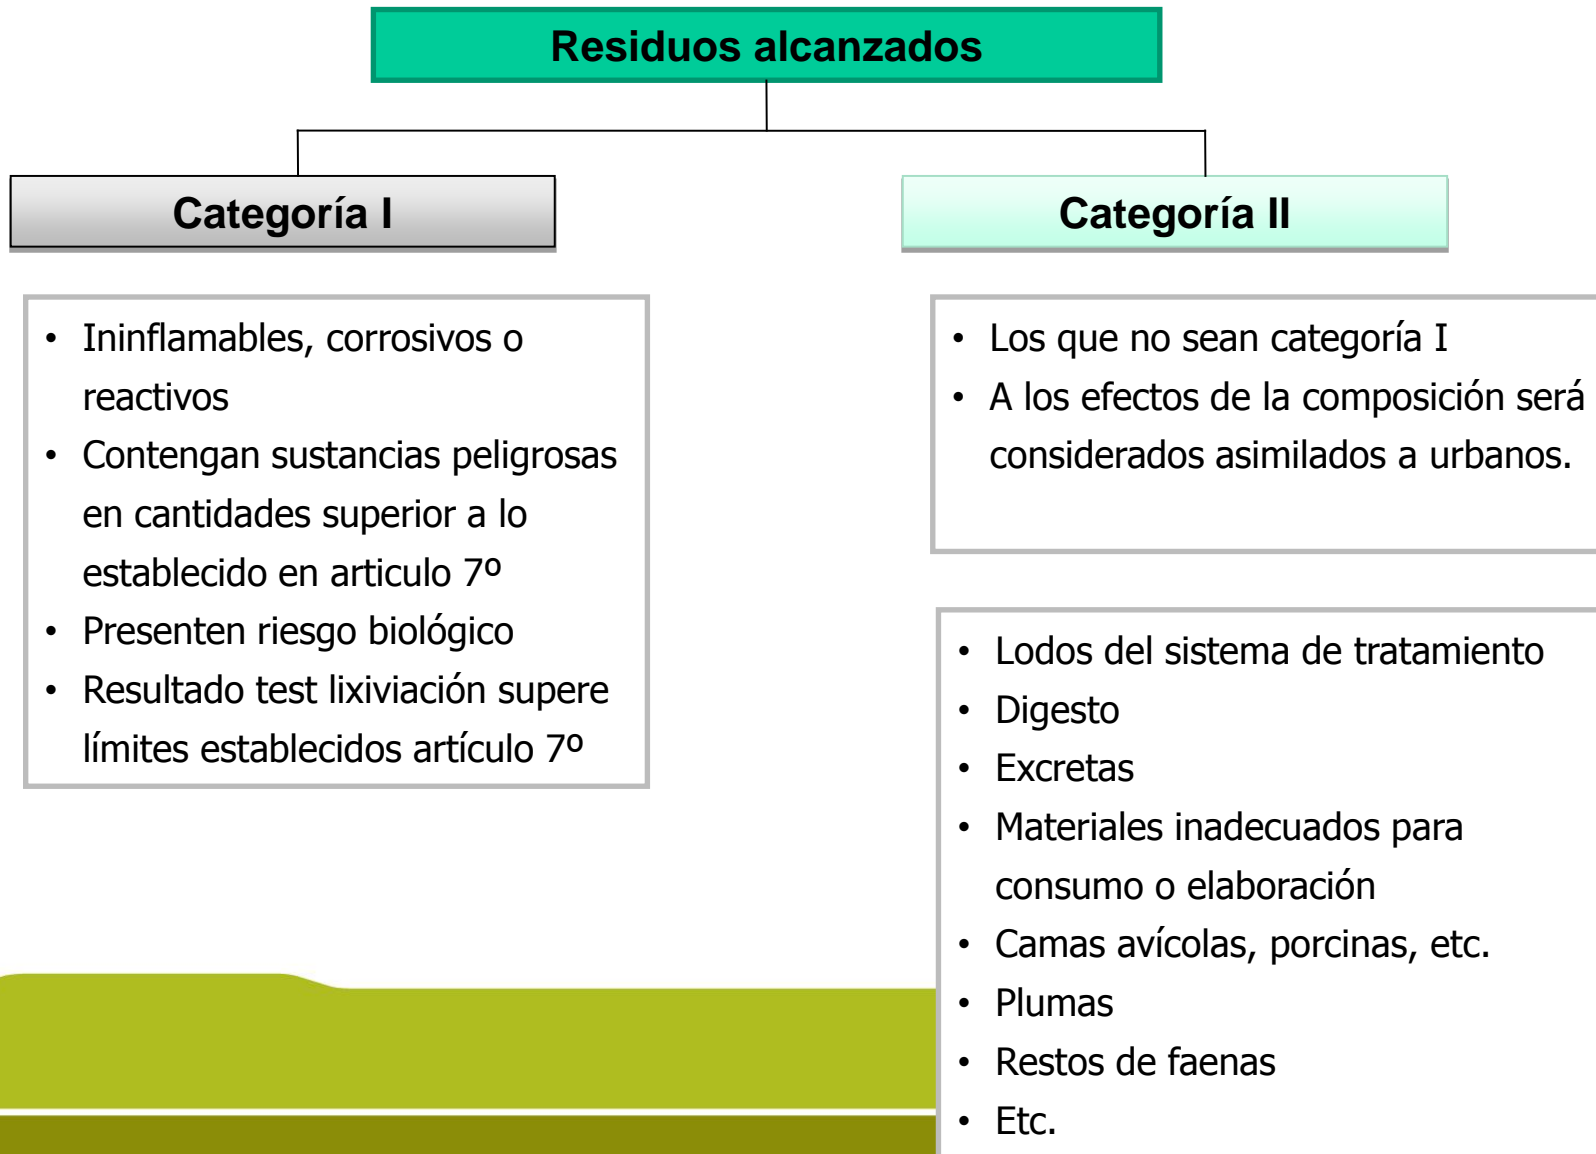 Residuos alcanzados
Categoría I
• Ininflamables, corrosivos o
reactivos
• Contengan sustancias peligrosas
en cantidades superior a lo
establecido en articulo 7º
• Presenten riesgo biológico
• Resultado test lixiviación supere
límites establecidos artículo 7º
Categoría II
• Los que no sean categoría I
• A los efectos de la composición será
considerados asimilados a urbanos.
• Lodos del sistema de tratamiento
• Digesto
• Excretas
• Materiales inadecuados para
consumo o elaboración
• Camas avícolas, porcinas, etc.
• Plumas
• Restos de faenas
• Etc.